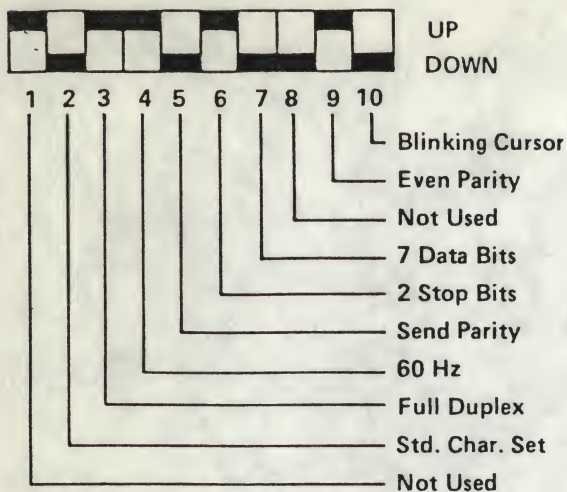 UP
DOWN
1 2 3 4 5 6 7 8 9 10
Blinking Cursor
Even Parity
Not Used
7 Data Bits
2 Stop Bits
Send Parity
60 Hz
Full Duplex
Std. Char. Set
Not Used